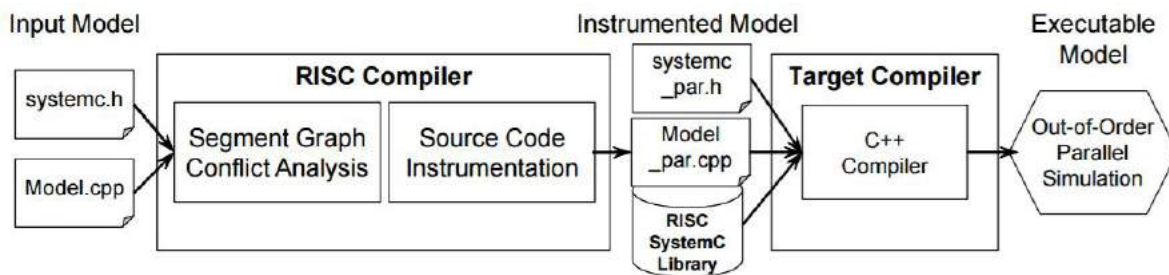 Input Model
systemc.h
Model.cpp
RISC Compiler
Segment Graph
Conflict Analysis
Source Code
Instrumentation
Instrumented Model
systemc
_par.h
Model
_par.cpp
RISC
SystemC
Library
Target Compiler
C++
Compiler
Executable
Model
Out-of-Order
Parallel
Simulation